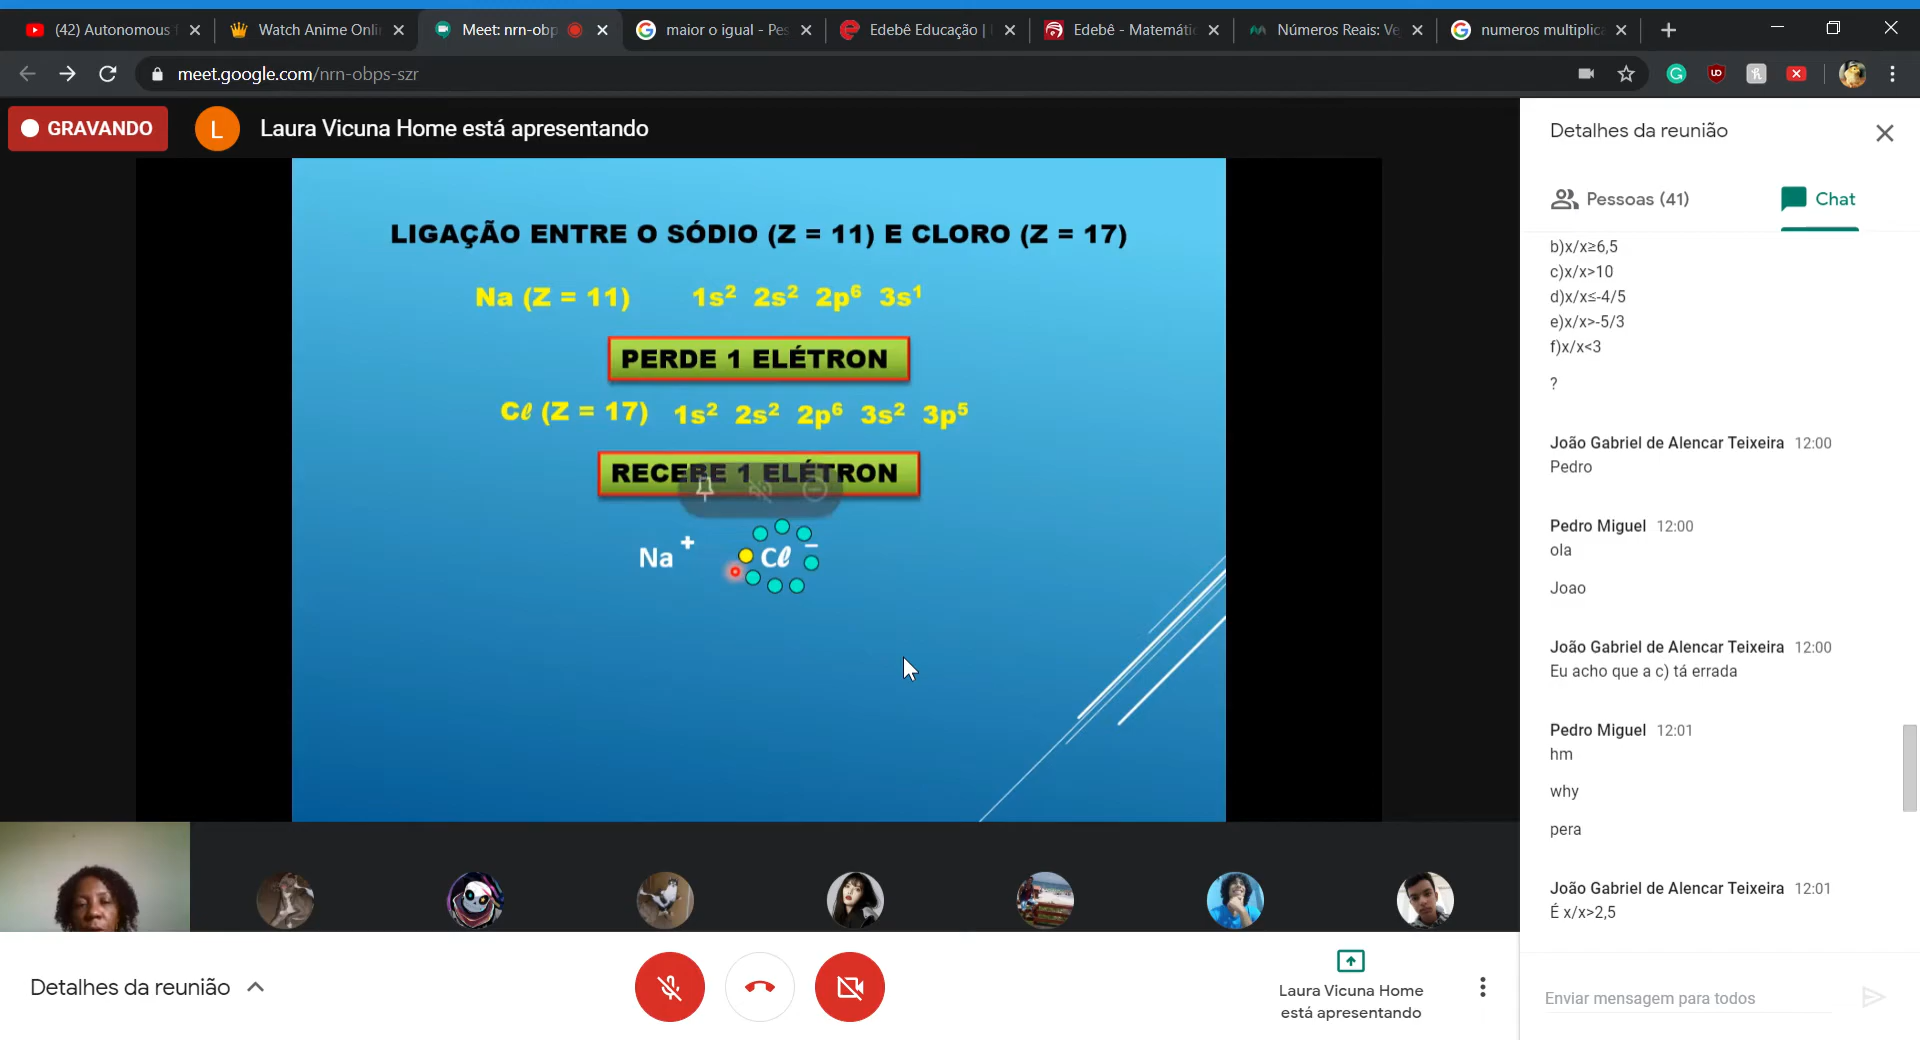 (42) Autonomous
Watch Anime Onli
Meet: nrn-obp
maior o igual - Pes
Edebê Educação |
Edebê - Matemátic
Números Reais: Ve
numeros multiplica
meet.google.com/nrn-obps-szr
GRAVANDO
L
Laura Vicuna Home está apresentando
LIGAÇÃO ENTRE O SÓDIO (Z = 11) E CLORO (Z = 17)
Na (Z = 11) 1s² 2s² 2p⁶ 3s¹
PERDE 1 ELÉTRON
Cℓ (Z = 17) 1s² 2s² 2p⁶ 3s² 3p⁵
RECEBE 1 ELÉTRON
Na + Cℓ −
Detalhes da reunião
Pessoas (41)
Chat
b)x/x≥6,5
c)x/x>10
d)x/x≤-4/5
e)x/x>-5/3
f)x/x<3
?
João Gabriel de Alencar Teixeira 12:00
Pedro
Pedro Miguel 12:00
ola
Joao
João Gabriel de Alencar Teixeira 12:00
Eu acho que a c) tá errada
Pedro Miguel 12:01
hm
why
pera
João Gabriel de Alencar Teixeira 12:01
É x/x>2,5
Enviar mensagem para todos
Detalhes da reunião
Laura Vicuna Home
está apresentando